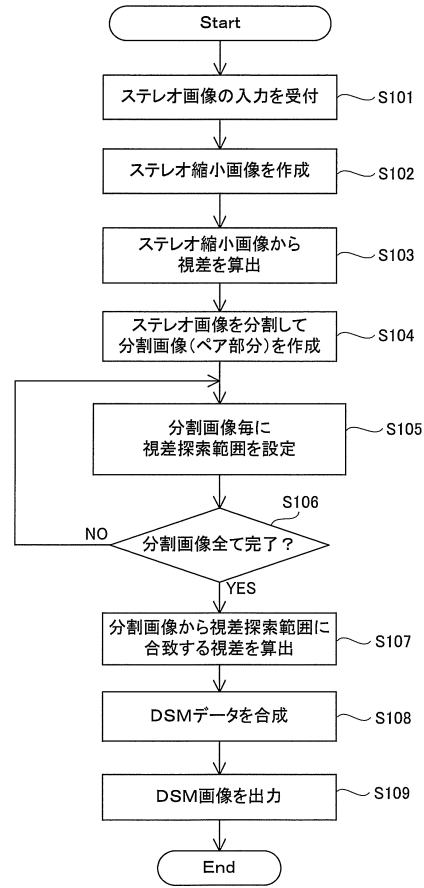 Start
ステレオ画像の入力を受付
S101
ステレオ縮小画像を作成
S102
ステレオ縮小画像から
視差を算出
S103
ステレオ画像を分割して
分割画像(ペア部分)を作成
S104
分割画像毎に
視差探索範囲を設定
S105
S106
分割画像全て完了？
NO
YES
分割画像から視差探索範囲に
合致する視差を算出
S107
DSMデータを合成
S108
DSM画像を出力
S109
End